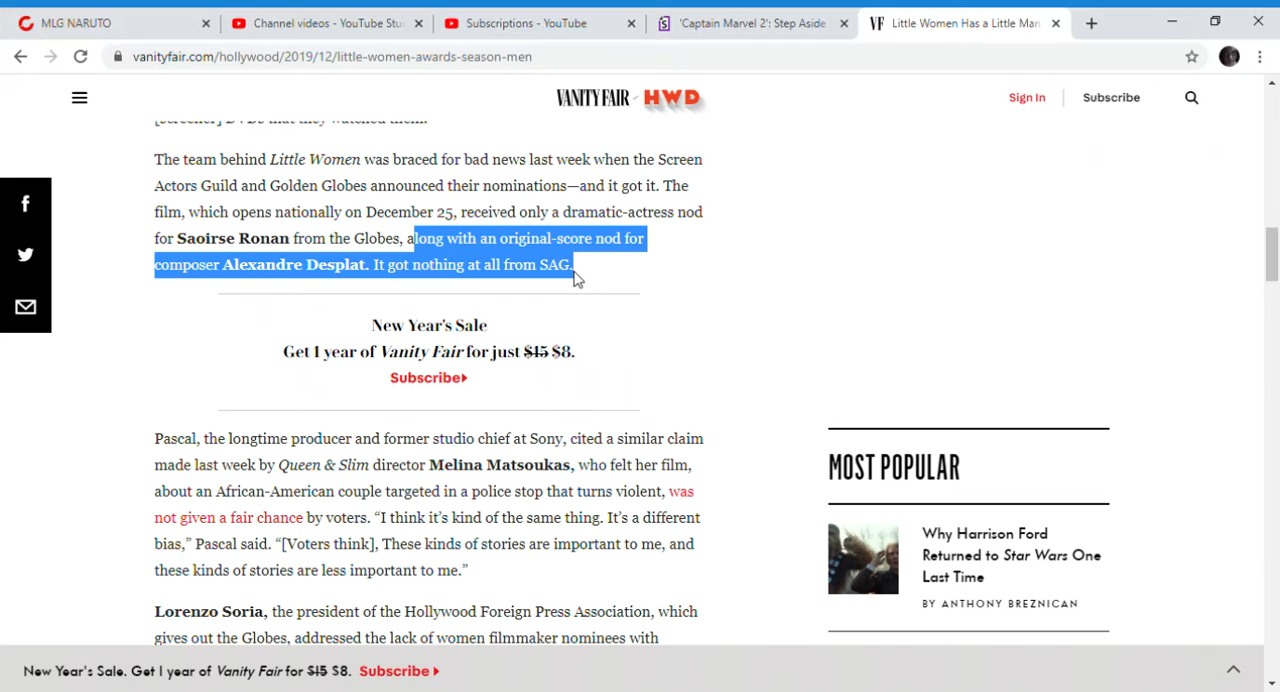 MLG NARUTO
Channel videos - YouTube Stu
Subscriptions - YouTube
'Captain Marvel 2': Step Aside
VF Little Women Has a Little Man
vanityfair.com/hollywood/2019/12/little-women-awards-season-men
VANITY FAIR HWD
Sign In
Subscribe
[screener] DVDs that they watched them.
The team behind Little Women was braced for bad news last week when the Screen
Actors Guild and Golden Globes announced their nominations—and it got it. The
film, which opens nationally on December 25, received only a dramatic-actress nod
for Saoirse Ronan from the Globes, along with an original-score nod for
composer Alexandre Desplat. It got nothing at all from SAG.
New Year's Sale
Get 1 year of Vanity Fair for just $15 $8.
Subscribe
Pascal, the longtime producer and former studio chief at Sony, cited a similar claim
made last week by Queen & Slim director Melina Matsoukas, who felt her film,
about an African-American couple targeted in a police stop that turns violent, was
not given a fair chance by voters. “I think it's kind of the same thing. It's a different
bias,” Pascal said. “[Voters think], These kinds of stories are important to me, and
these kinds of stories are less important to me.”
Lorenzo Soria, the president of the Hollywood Foreign Press Association, which
gives out the Globes, addressed the lack of women filmmaker nominees with
MOST POPULAR
Why Harrison Ford
Returned to Star Wars One
Last Time
BY ANTHONY BREZNICAN
New Year's Sale. Get 1 year of Vanity Fair for $15 $8. Subscribe